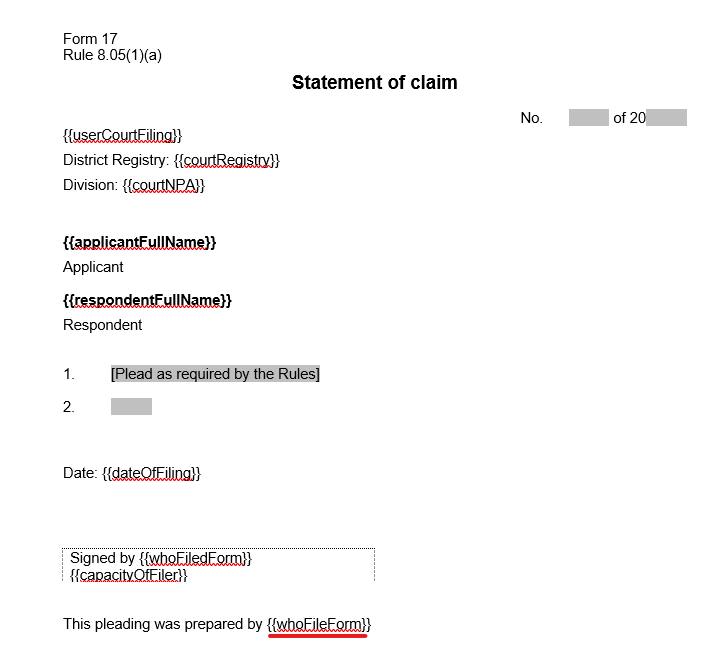 Form 17
Rule 8.05(1)(a)
Statement of claim
No. of 20
{{userCourtFiling}}
District Registry: {{courtRegistry}}
Division: {{courtNPA}}
{{applicantFullName}}
Applicant
{{respondentFullName}}
Respondent
1. [Plead as required by the Rules]
2.
Date: {{dateOfFiling}}
Signed by {{whoFiledForm}}
{{capacityOfFiler}}
This pleading was prepared by {{whoFileForm}}